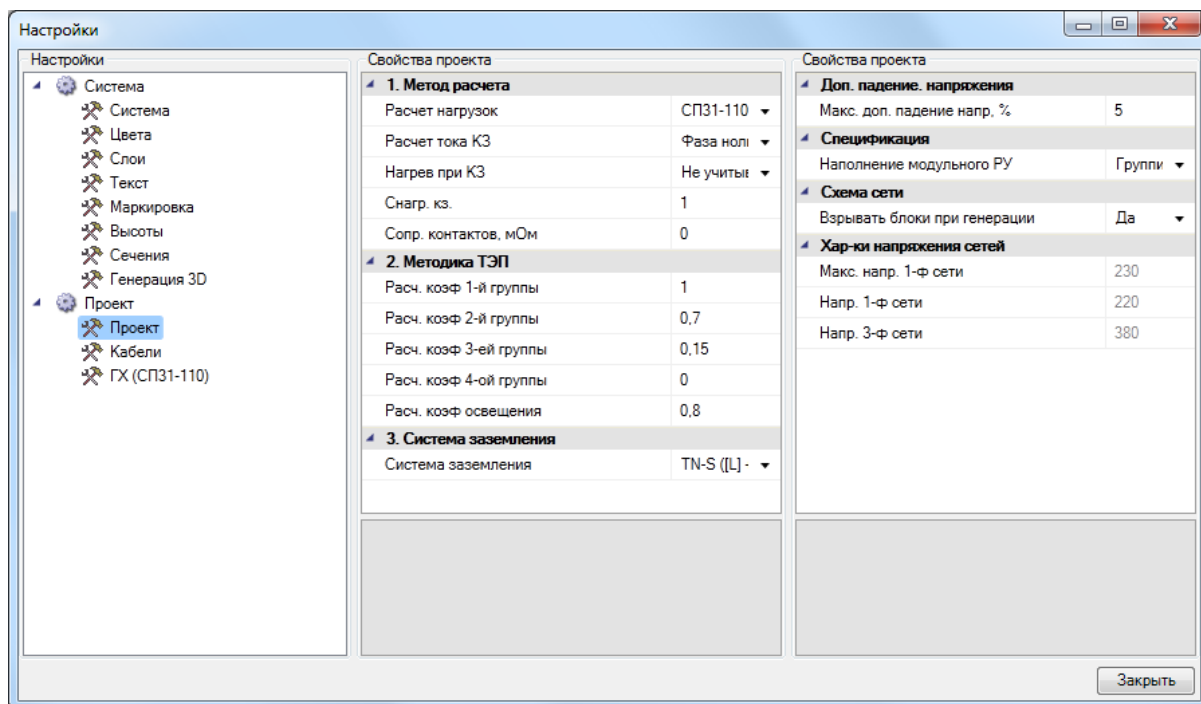 Настройки
Настройки
Система
Система
Цвета
Слои
Текст
Маркировка
Высоты
Сечения
Генерация 3D
Проект
Проект
Кабели
ГХ (СП31-110)
Свойства проекта
1. Метод расчета
Расчет нагрузок СП31-110
Расчет тока КЗ Фаза нол
Нагрев при КЗ Не учитыв
Cнагр. кз. 1
Сопр. контактов, мОм 0
2. Методика ТЭП
Расч. коэф 1-й группы 1
Расч. коэф 2-й группы 0,7
Расч. коэф 3-ей группы 0,15
Расч. коэф 4-ой группы 0
Расч. коэф освещения 0,8
3. Система заземления
Система заземления TN-S ([L] -
Свойства проекта
Доп. падение. напряжения
Макс. доп. падение напр, % 5
Спецификация
Наполнение модульного РУ Группи
Схема сети
Взрывать блоки при генерации Да
Хар-ки напряжения сетей
Макс. напр. 1-ф сети 230
Напр. 1-ф сети 220
Напр. 3-ф сети 380
Закрыть